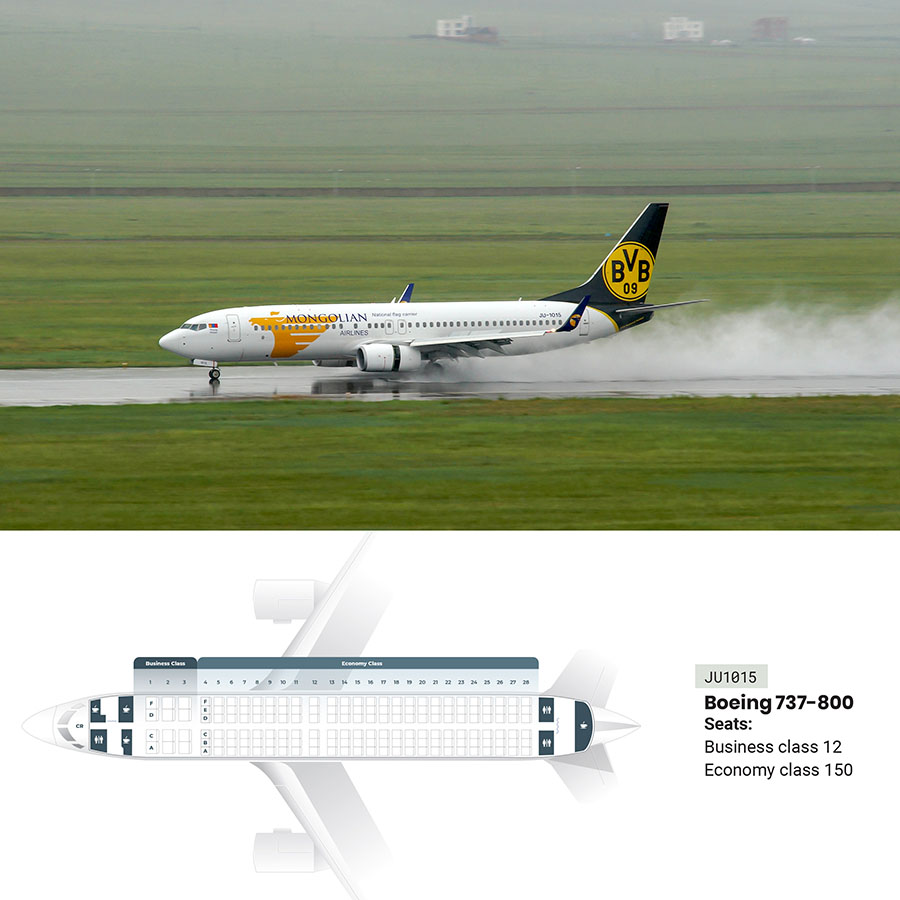 BVB
09
MONGOLIAN
AIRLINES
National flag carrier
JU-1015
Business Class
Economy Class
1 2 3 4 5 6 7 8 9 10 11 12 13 14 15 16 17 18 19 20 21 22 23 24 25 26 27 28
F
D
F
E
D
CR
C
A
C
B
A
JU1015
Boeing 737-800
Seats:
Business class 12
Economy class 150